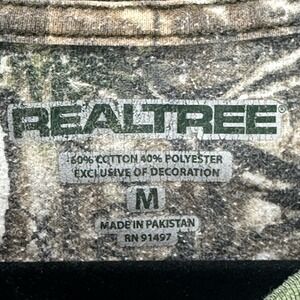 REALTREE®
60% COTTON 40% POLYESTER
EXCLUSIVE OF DECORATION
M
MADE IN PAKISTAN
RN 91497